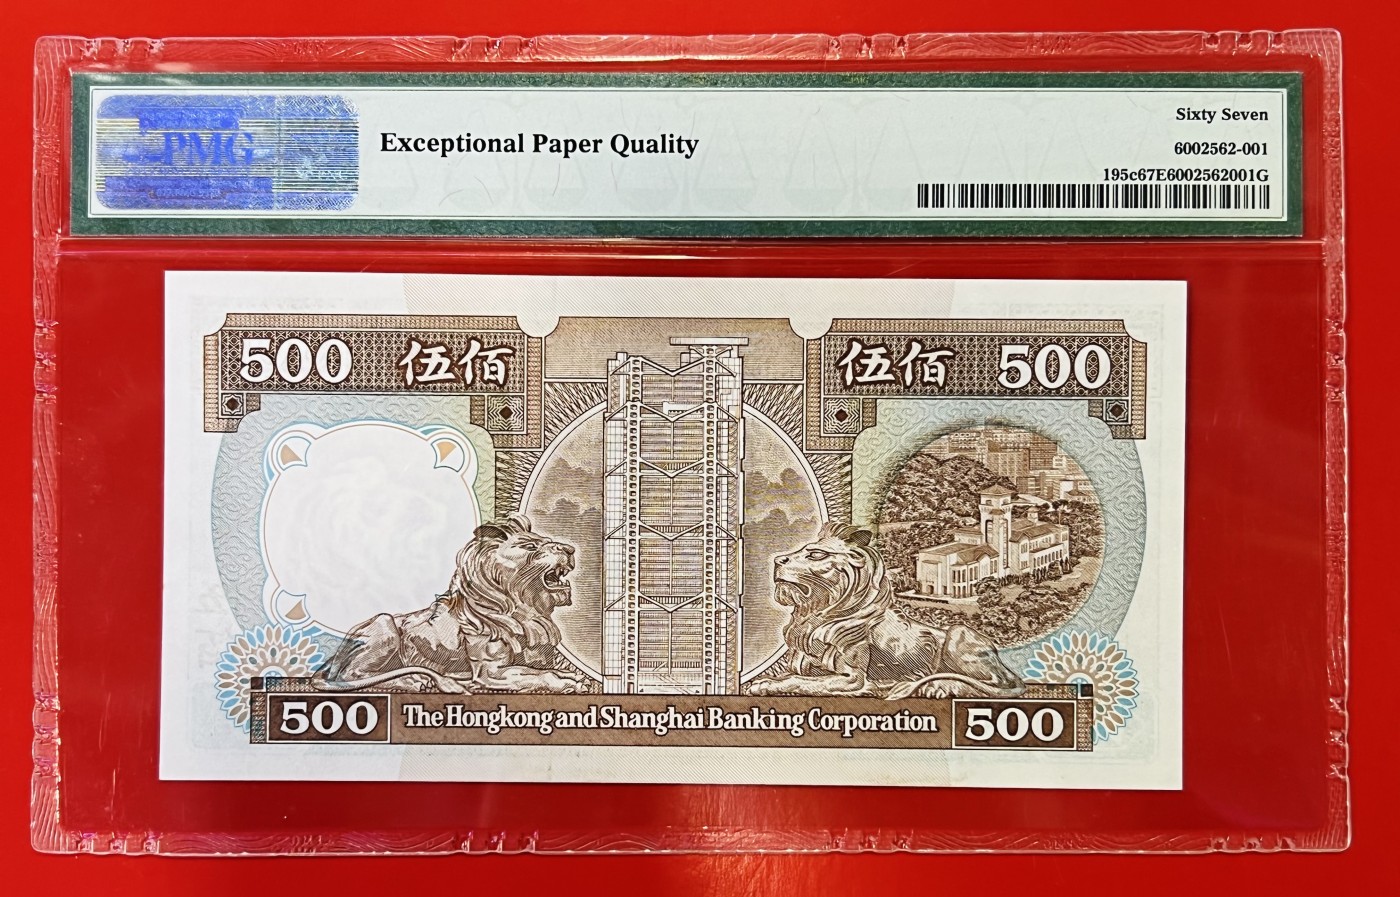 PMG
Exceptional Paper Quality
Sixty Seven
6002562-001
195c67E6002562001G
500 伍佰
伍佰 500
500 The Hongkong and Shanghai Banking Corporation 500